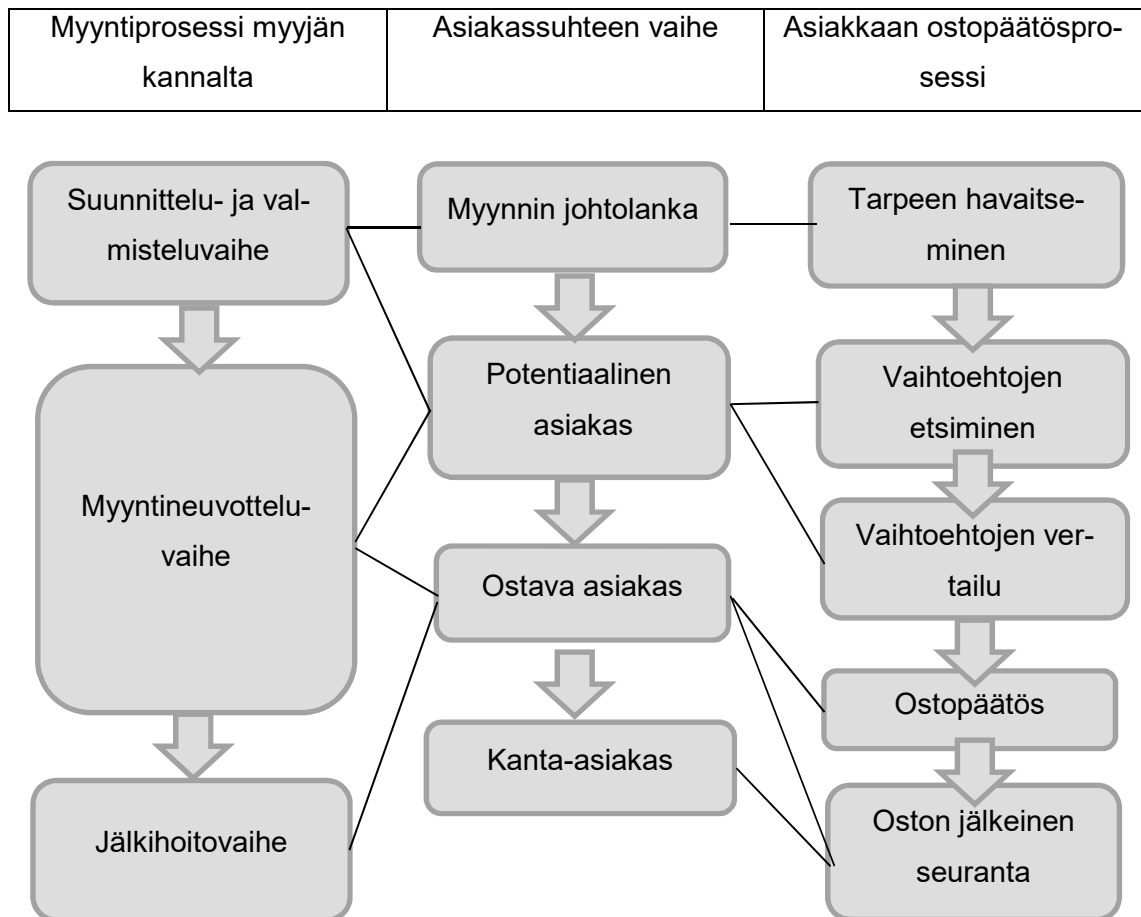 Myyntiprosessi myyjän
kannalta
Asiakassuhteen vaihe
Asiakkaan ostopäätöspro-
sessi
Suunnittelu- ja val-
misteluvaihe
Myynnin johtolanka
Tarpeen havaitse-
minen
Potentiaalinen
asiakas
Vaihtoehtojen
etsiminen
Myyntineuvottelu-
vaihe
Vaihtoehtojen ver-
tailu
Ostava asiakas
Ostopäätös
Kanta-asiakas
Jälkihoitovaihe
Oston jälkeinen
seuranta